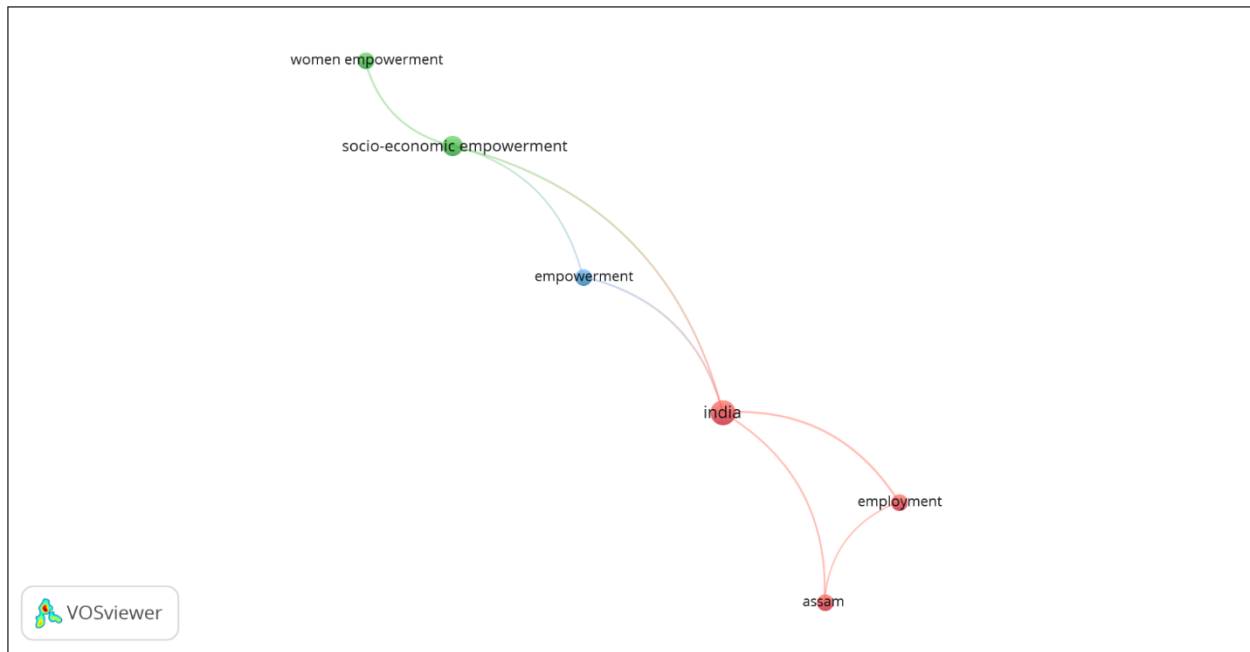 women empowerment
socio-economic empowerment
empowerment
india
employment
assam
VOSviewer